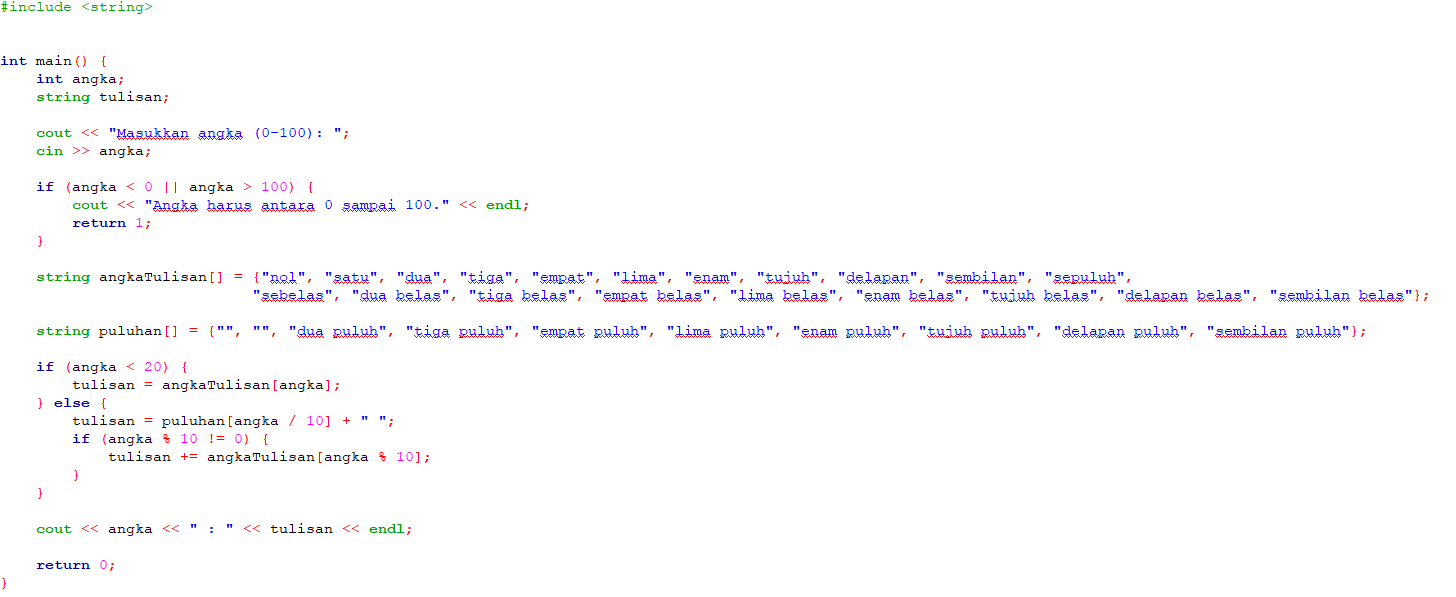 #include <string>
int main() {
int angka;
string tulisan;
cout << "Masukkan angka (0-100): ";
cin >> angka;
if (angka < 0 || angka > 100) {
cout << "Angka harus antara 0 sampai 100." << endl;
return 1;
}
string angkaTulisan[] = {"nol", "satu", "dua", "tiga", "empat", "lima", "enam", "tujuh", "delapan", "sembilan", "sepuluh",
"sebelas", "dua belas", "tiga belas", "empat belas", "lima belas", "enam belas", "tujuh belas", "delapan belas", "sembilan belas"};
string puluhan[] = {"", "", "dua puluh", "tiga puluh", "empat puluh", "lima puluh", "enam puluh", "tujuh puluh", "delapan puluh", "sembilan puluh"};
if (angka < 20) {
tulisan = angkaTulisan[angka];
} else {
tulisan = puluhan[angka / 10] + " ";
if (angka % 10 != 0) {
tulisan += angkaTulisan[angka % 10];
}
}
cout << angka << " : " << tulisan << endl;
return 0;
}